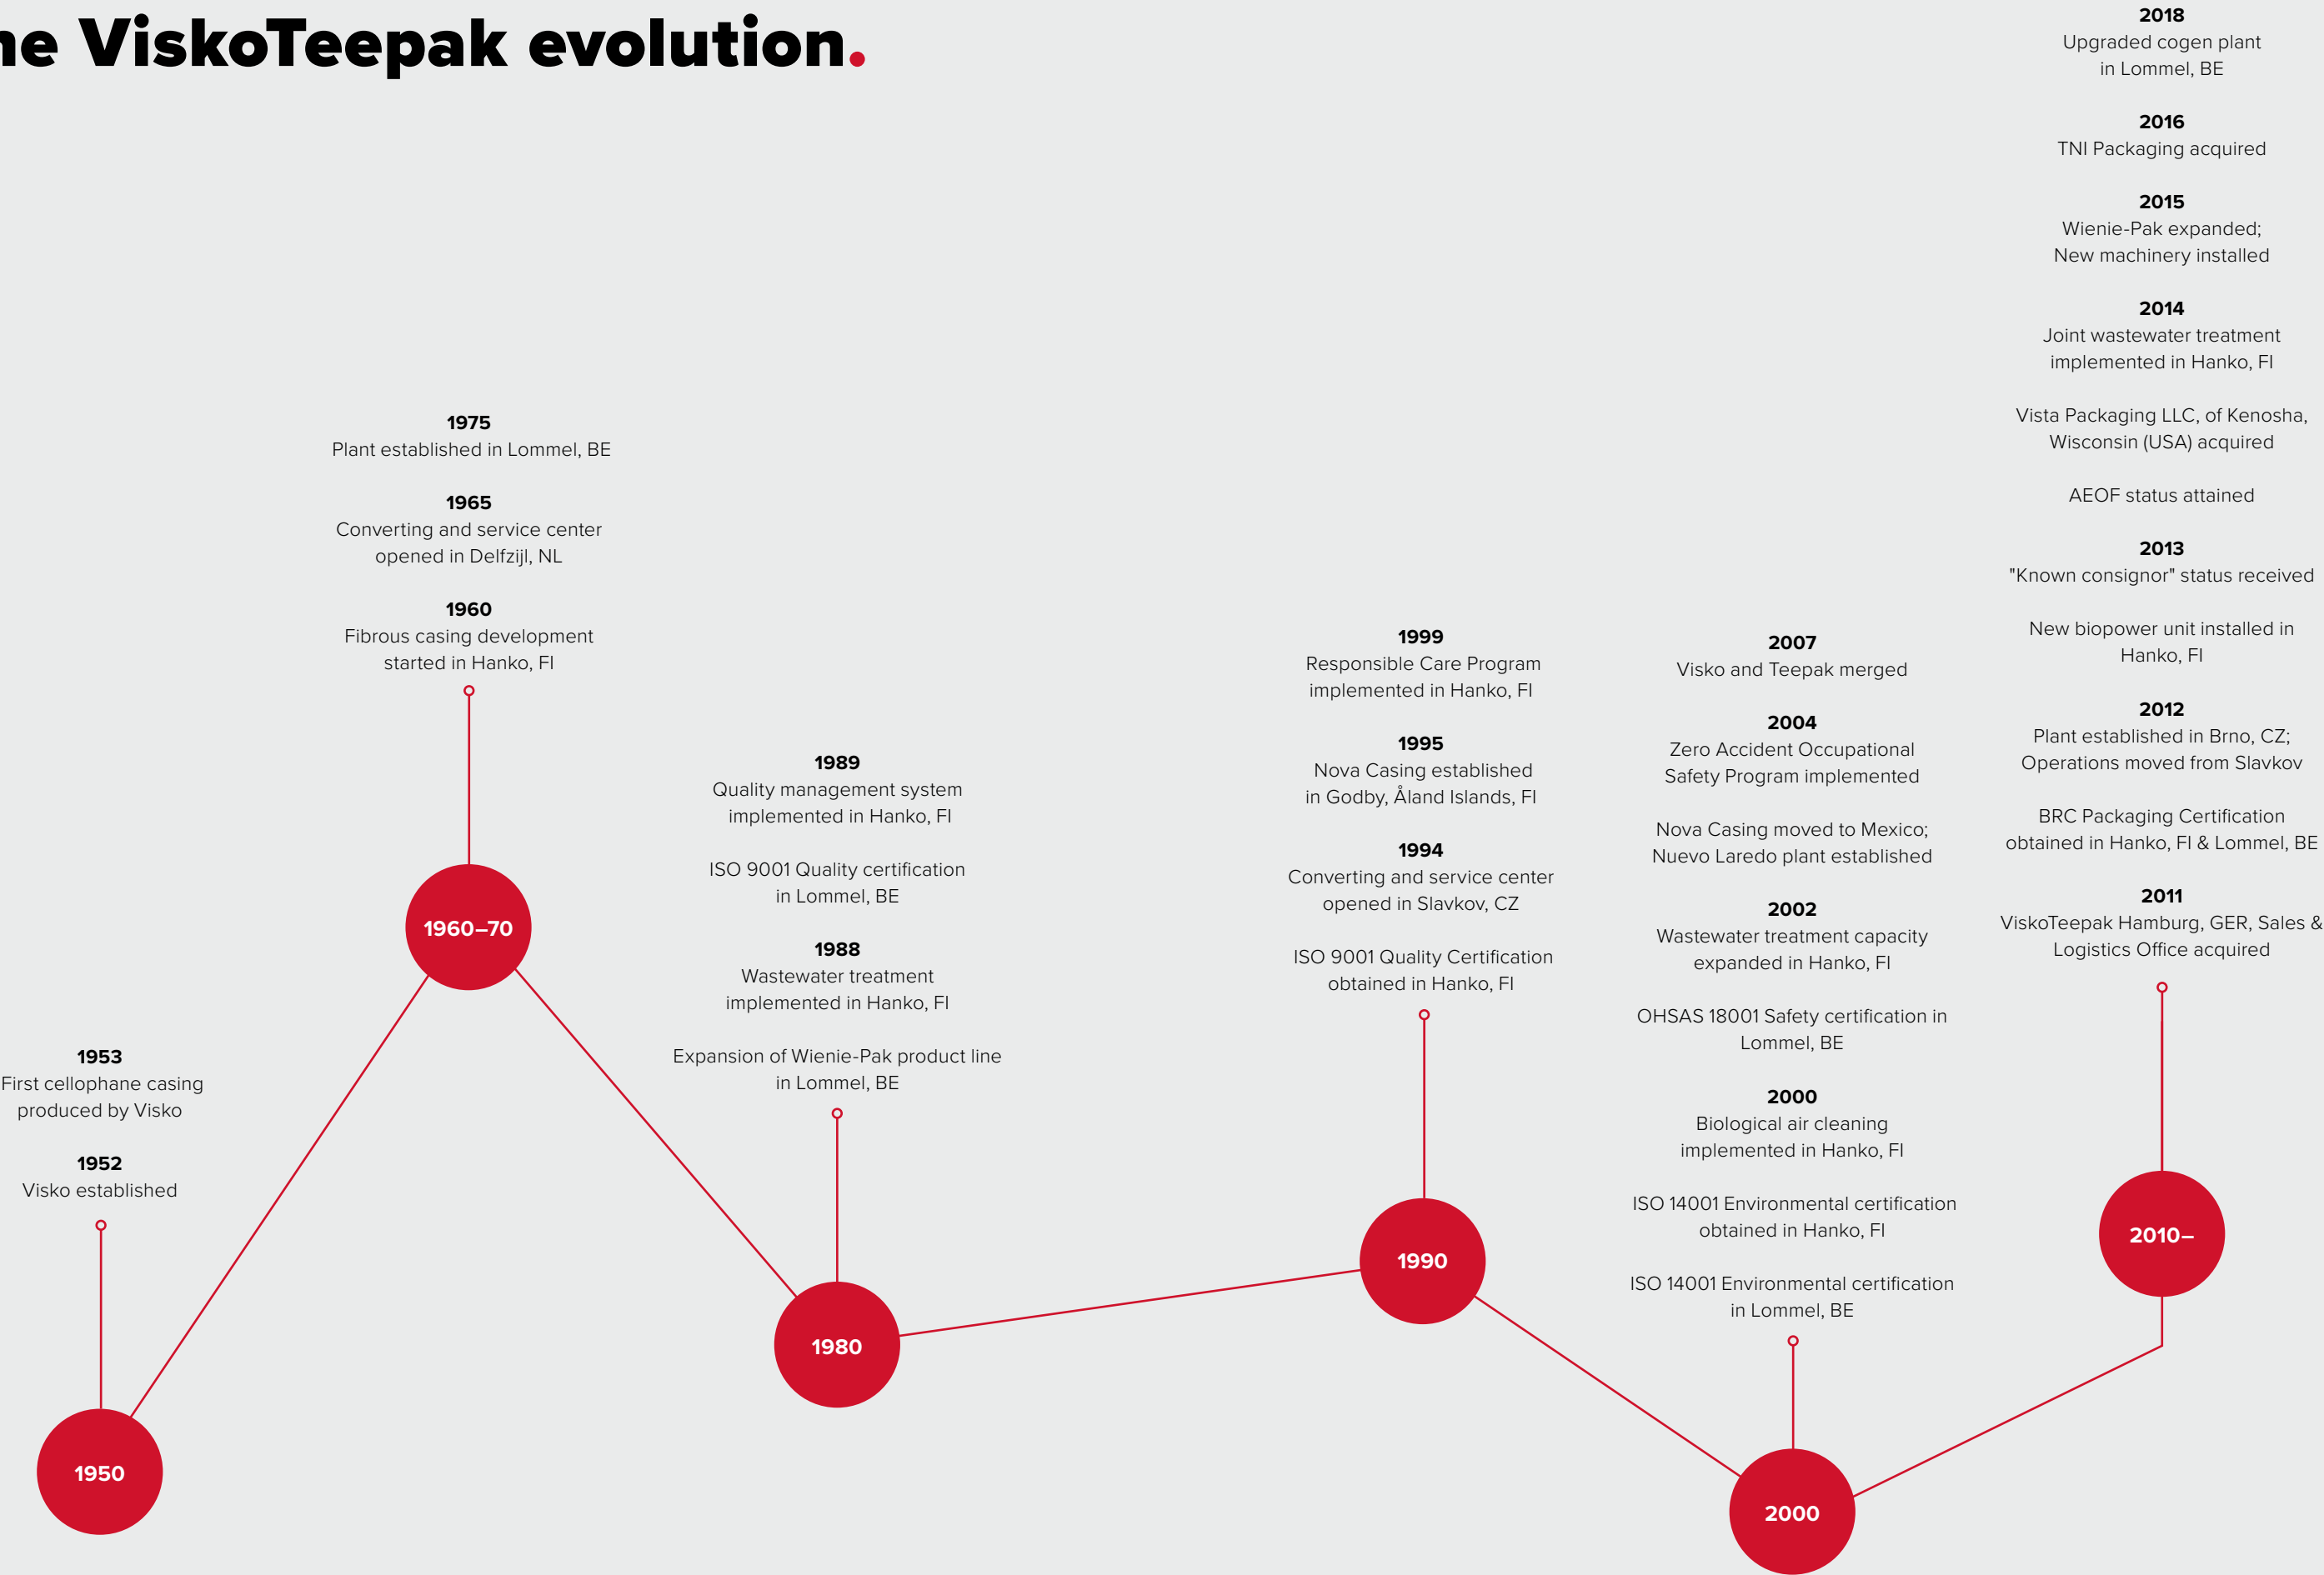 he ViskoTeepak evolution.
1953
First cellophane casing
produced by Visko
1952
Visko established
1950
1975
Plant established in Lommel, BE
1965
Converting and service center
opened in Delfzijl, NL
1960
Fibrous casing development
started in Hanko, FI
1960–70
1989
Quality management system
implemented in Hanko, FI
ISO 9001 Quality certification
in Lommel, BE
1988
Wastewater treatment
implemented in Hanko, FI
Expansion of Wienie-Pak product line
in Lommel, BE
1980
1999
Responsible Care Program
implemented in Hanko, FI
1995
Nova Casing established
in Godby, Åland Islands, FI
1994
Converting and service center
opened in Slavkov, CZ
ISO 9001 Quality Certification
obtained in Hanko, FI
1990
2007
Visko and Teepak merged
2004
Zero Accident Occupational
Safety Program implemented
Nova Casing moved to Mexico;
Nuevo Laredo plant established
2002
Wastewater treatment capacity
expanded in Hanko, FI
OHSAS 18001 Safety certification in
Lommel, BE
2000
Biological air cleaning
implemented in Hanko, FI
ISO 14001 Environmental certification
obtained in Hanko, FI
ISO 14001 Environmental certification
in Lommel, BE
2000
2018
Upgraded cogen plant
in Lommel, BE
2016
TNI Packaging acquired
2015
Wienie-Pak expanded;
New machinery installed
2014
Joint wastewater treatment
implemented in Hanko, FI
Vista Packaging LLC, of Kenosha,
Wisconsin (USA) acquired
AEOF status attained
2013
"Known consignor" status received
New biopower unit installed in
Hanko, FI
2012
Plant established in Brno, CZ;
Operations moved from Slavkov
BRC Packaging Certification
obtained in Hanko, FI & Lommel, BE
2011
ViskoTeepak Hamburg, GER, Sales &
Logistics Office acquired
2010–